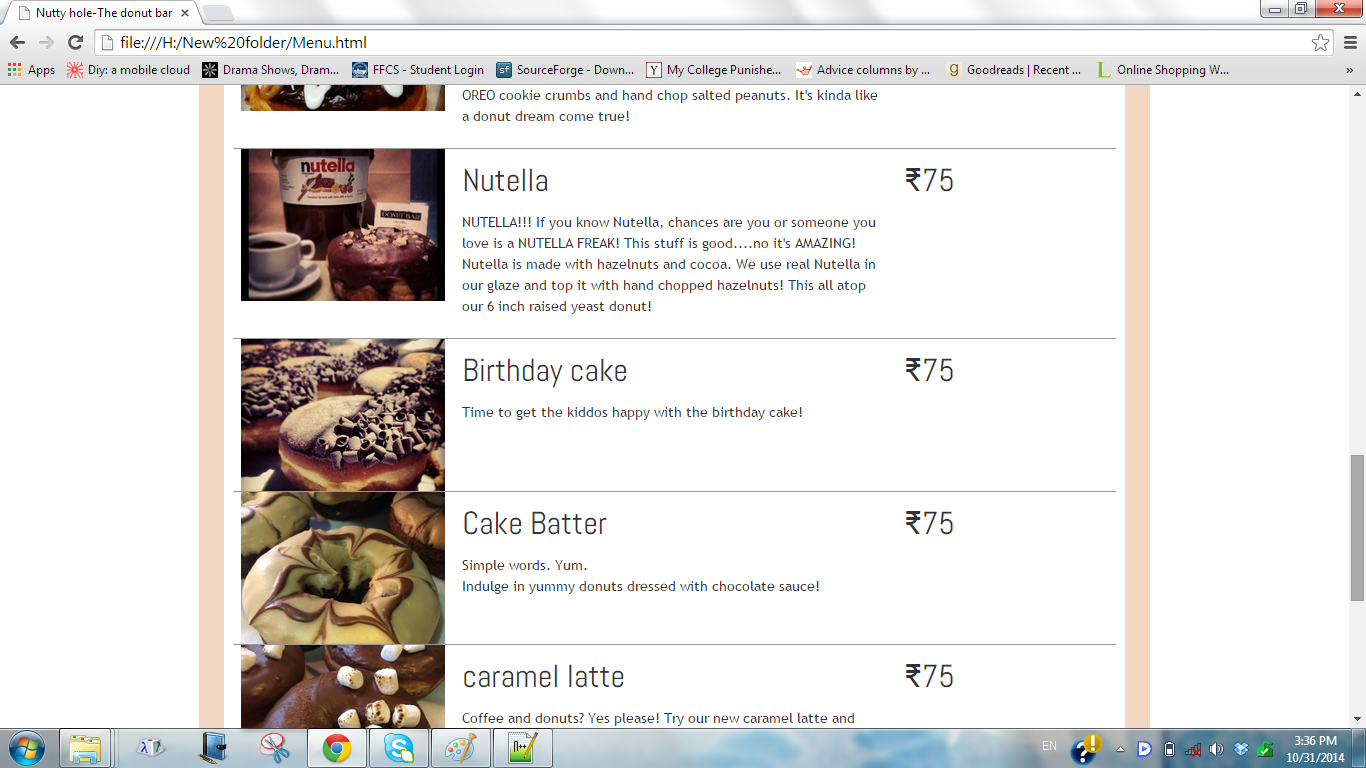 Nutty hole-The donut bar
file:///H:/New%20folder/Menu.html
Apps
Diy: a mobile cloud
Drama Shows, Dram...
FFCS - Student Login
SourceForge - Down...
My College Punishe...
Advice columns by ...
Goodreads | Recent ...
Online Shopping W...
»
OREO cookie crumbs and hand chop salted peanuts. It's kinda like
a donut dream come true!
nutella
DONUT BAR
Nutella
₹75
NUTELLA!!! If you know Nutella, chances are you or someone you
love is a NUTELLA FREAK! This stuff is good....no it's AMAZING!
Nutella is made with hazelnuts and cocoa. We use real Nutella in
our glaze and top it with hand chopped hazelnuts! This all atop
our 6 inch raised yeast donut!
Birthday cake
₹75
Time to get the kiddos happy with the birthday cake!
Cake Batter
₹75
Simple words. Yum.
Indulge in yummy donuts dressed with chocolate sauce!
caramel latte
₹75
Coffee and donuts? Yes please! Try our new caramel latte and
EN
3:36 PM
10/31/2014